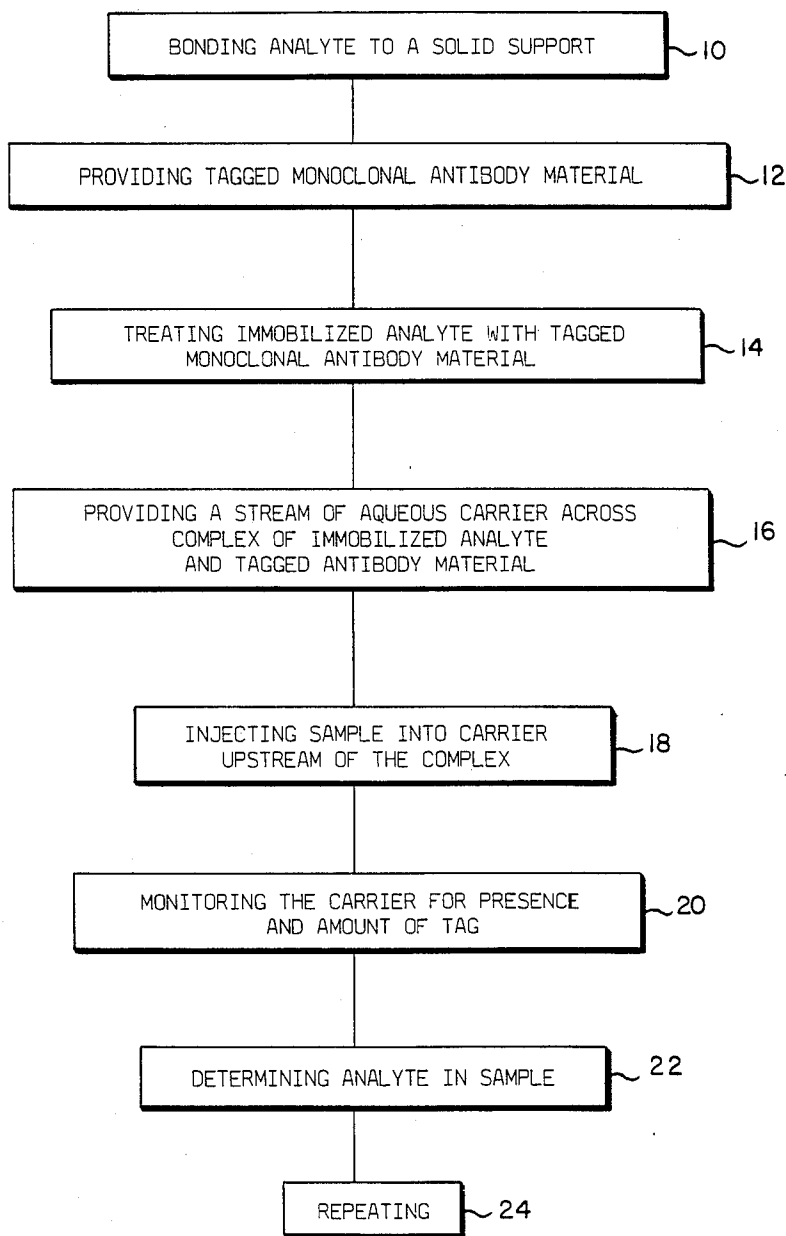 BONDING ANALYTE TO A SOLID SUPPORT
10
PROVIDING TAGGED MONOCLONAL ANTIBODY MATERIAL
12
TREATING IMMOBILIZED ANALYTE WITH TAGGED
MONOCLONAL ANTIBODY MATERIAL
14
PROVIDING A STREAM OF AQUEOUS CARRIER ACROSS
COMPLEX OF IMMOBILIZED ANALYTE
AND TAGGED ANTIBODY MATERIAL
16
INJECTING SAMPLE INTO CARRIER
UPSTREAM OF THE COMPLEX
18
MONITORING THE CARRIER FOR PRESENCE
AND AMOUNT OF TAG
20
DETERMINING ANALYTE IN SAMPLE
22
REPEATING
24